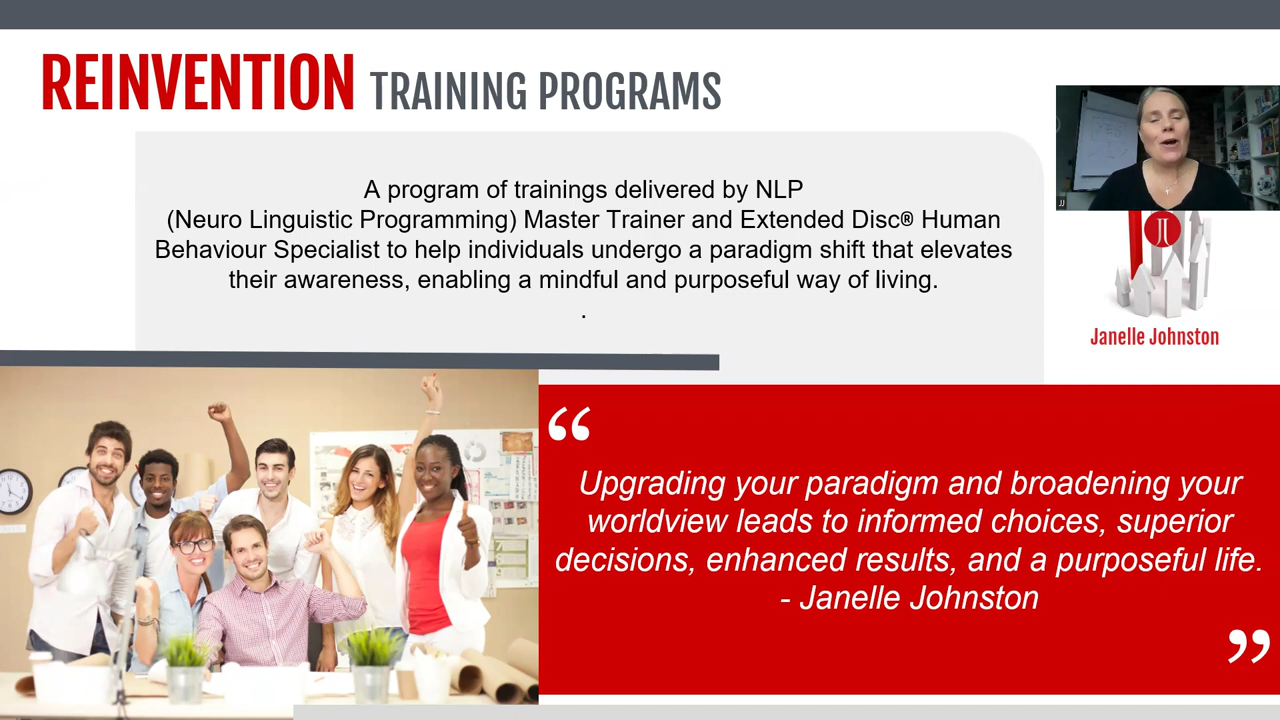 REINVENTION TRAINING PROGRAMS
A program of trainings delivered by NLP
(Neuro Linguistic Programming) Master Trainer and Extended Disc® Human
Behaviour Specialist to help individuals undergo a paradigm shift that elevates
their awareness, enabling a mindful and purposeful way of living.
.
JJ
JJ
Janelle Johnston
“
Upgrading your paradigm and broadening your
worldview leads to informed choices, superior
decisions, enhanced results, and a purposeful life.
- Janelle Johnston
”